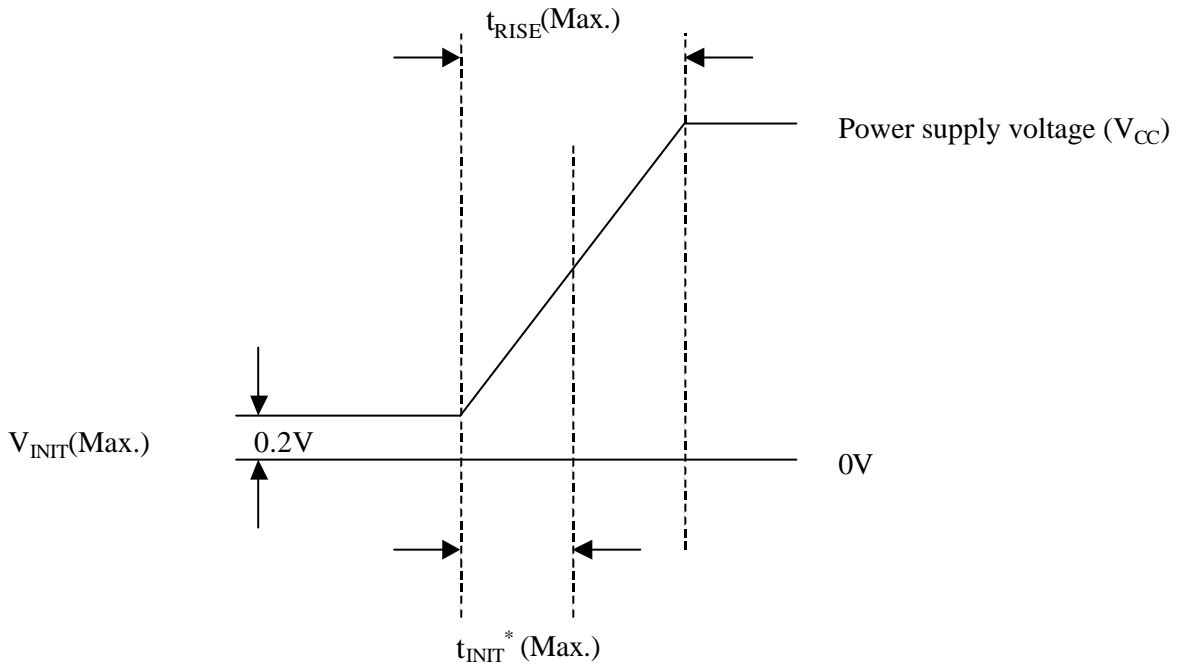 t_RISE(Max.)
Power supply voltage (V_CC)
V_INIT(Max.)
0.2V
0V
t_INIT* (Max.)